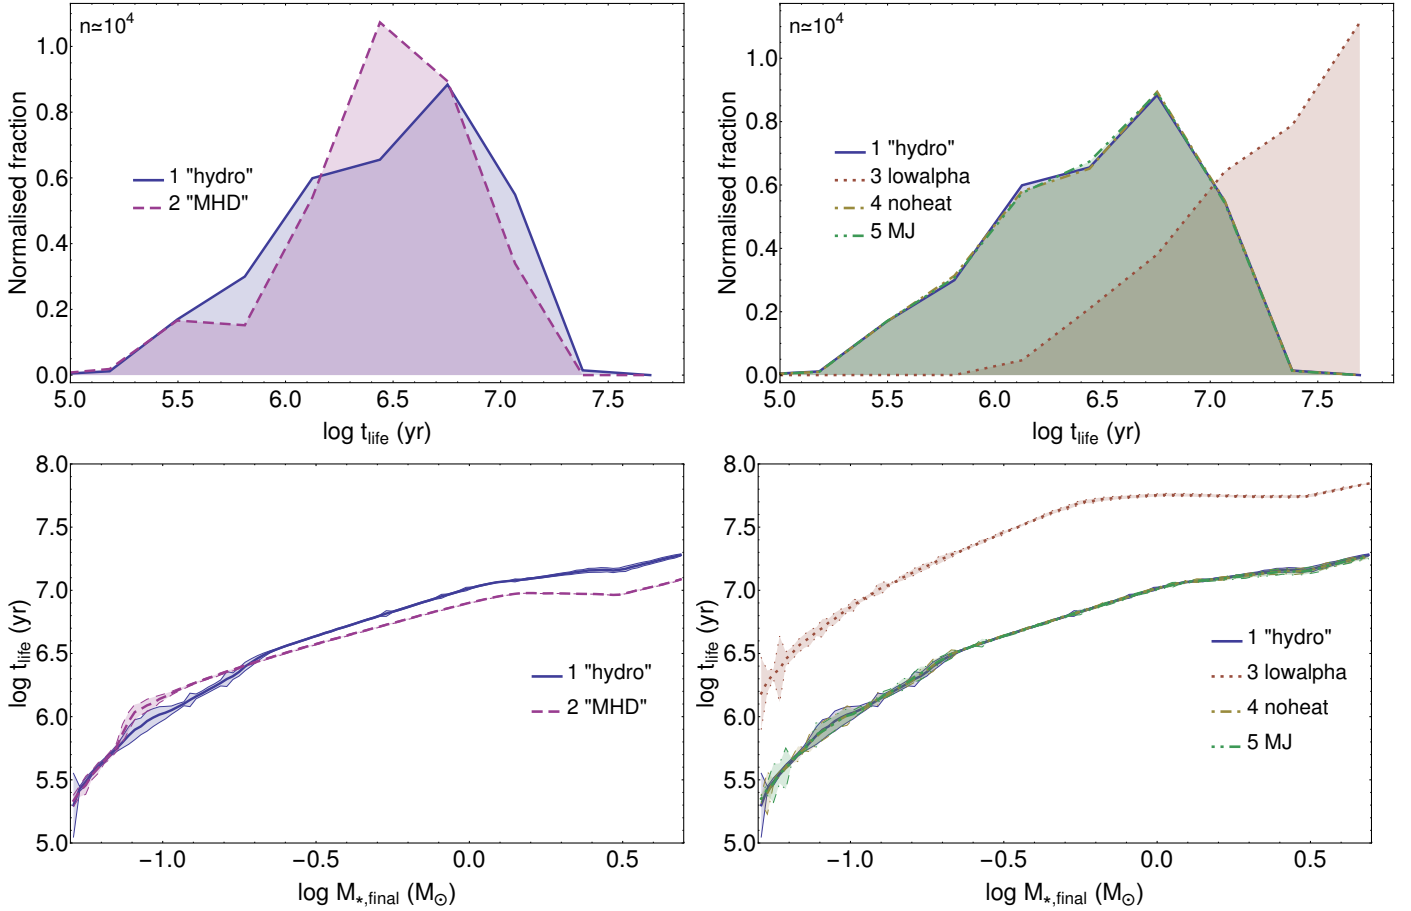 n≃10⁴
Normalised fraction
1.0
0.8
0.6
0.4
0.2
0.0
1 "hydro"
2 "MHD"
5.0 5.5 6.0 6.5 7.0 7.5
log t_life (yr)
n≃10⁴
Normalised fraction
1.0
0.8
0.6
0.4
0.2
0.0
1 "hydro"
3 lowalpha
4 noheat
5 MJ
5.0 5.5 6.0 6.5 7.0 7.5
log t_life (yr)
log t_life (yr)
8.0
7.5
7.0
6.5
6.0
5.5
5.0
1 "hydro"
2 "MHD"
−1.0 −0.5 0.0 0.5
log M_*,final (M_⊙)
log t_life (yr)
8.0
7.5
7.0
6.5
6.0
5.5
5.0
1 "hydro"
3 lowalpha
4 noheat
5 MJ
−1.0 −0.5 0.0 0.5
log M_*,final (M_⊙)